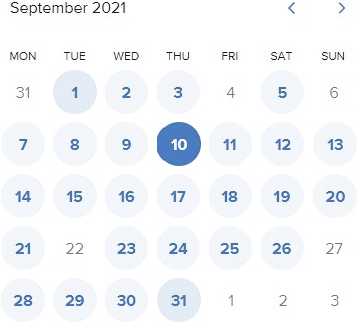 September 2021
MON TUE WED THU FRI SAT SUN
31 1 2 3 4 5 6
7 8 9 10 11 12 13
14 15 16 17 18 19 20
21 22 23 24 25 26 27
28 29 30 31 1 2 3